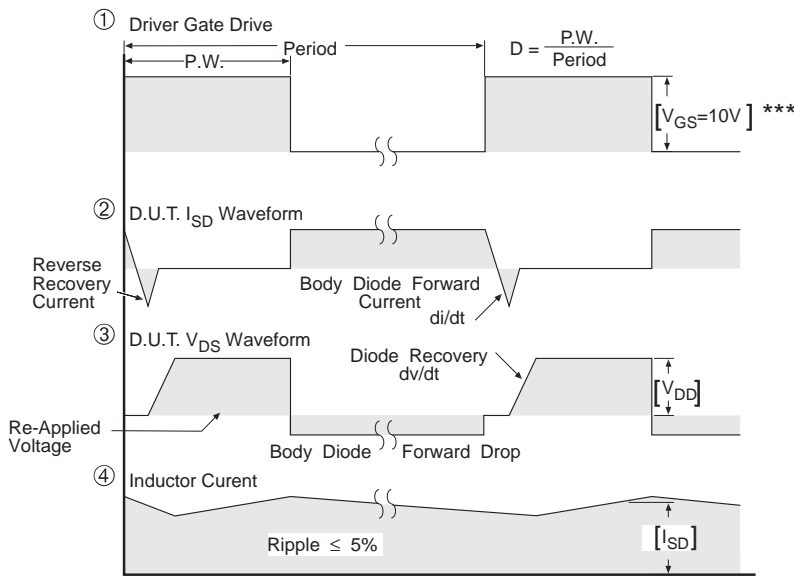 ① Driver Gate Drive
Period
P.W.
D = P.W. / Period
[VGS=10V] ***
② D.U.T. ISD Waveform
Reverse
Recovery
Current
Body Diode Forward
Current
di/dt
③ D.U.T. VDS Waveform
Diode Recovery
dv/dt
[VDD]
Re-Applied
Voltage
Body Diode Forward Drop
④ Inductor Curent
Ripple ≤ 5%
[ISD]